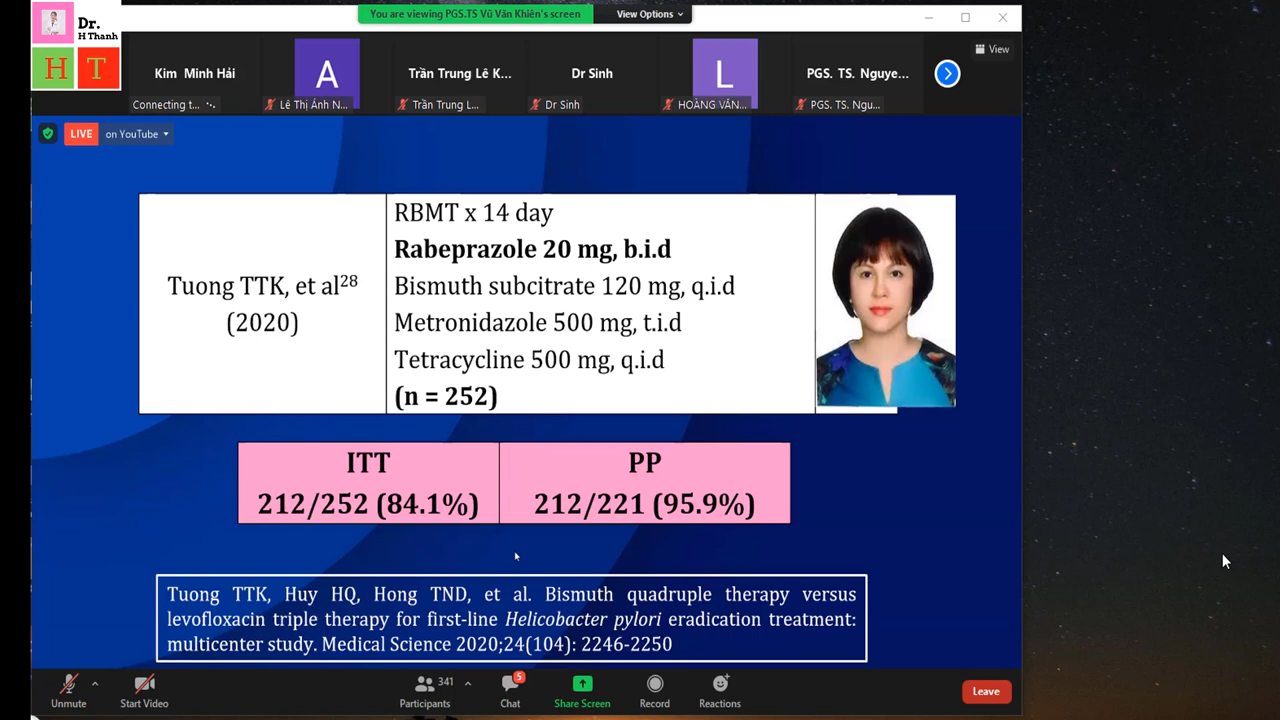 Dr.
H Thanh
H T
You are viewing PGS.TS Vũ Văn Khiên's screen
View Options
View
Kim Minh Hải
A
Trần Trung Lê K...
Dr Sinh
L
PGS. TS. Nguye...
Connecting t...
Lê Thị Ánh N...
Trần Trung L...
Dr Sinh
HOÀNG VĂN...
PGS. TS. Ngu...
LIVE on YouTube
Tuong TTK, et al28
(2020)
RBMT x 14 day
Rabeprazole 20 mg, b.i.d
Bismuth subcitrate 120 mg, q.i.d
Metronidazole 500 mg, t.i.d
Tetracycline 500 mg, q.i.d
(n = 252)
ITT
212/252 (84.1%)
PP
212/221 (95.9%)
Tuong TTK, Huy HQ, Hong TND, et al. Bismuth quadruple therapy versus
levofloxacin triple therapy for first-line Helicobacter pylori eradication treatment:
multicenter study. Medical Science 2020;24(104): 2246-2250
Unmute
Start Video
341
Participants
5
Chat
Share Screen
Record
Reactions
Leave